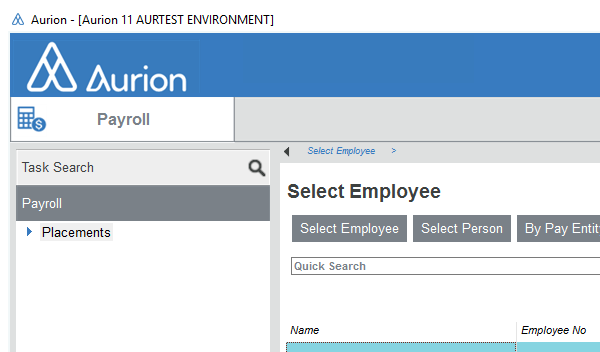 Aurion - [Aurion 11 AURTEST ENVIRONMENT]
Aurion
Payroll
Task Search
Select Employee >
Payroll
Select Employee
Placements
Select Employee Select Person By Pay Entit
Quick Search
Name Employee No